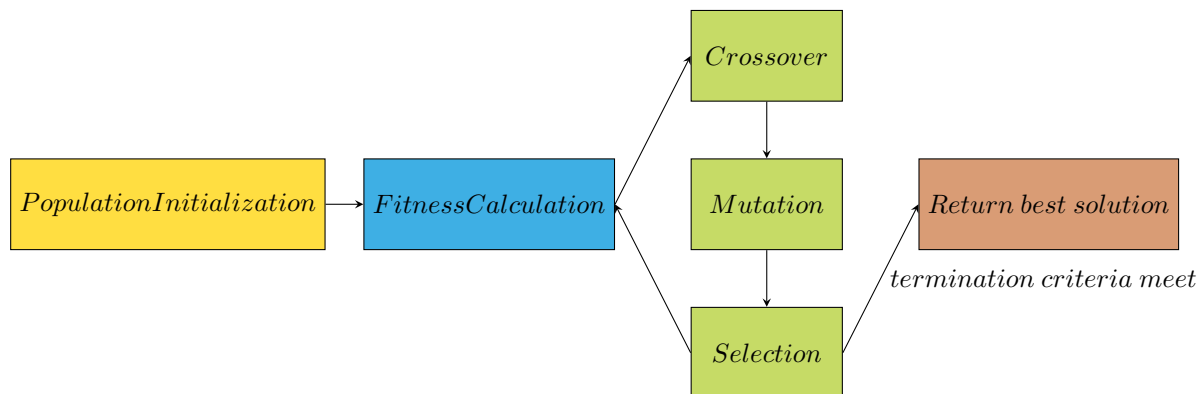 Crossover
PopulationInitialization
FitnessCalculation
Mutation
Return best solution
termination criteria meet
Selection